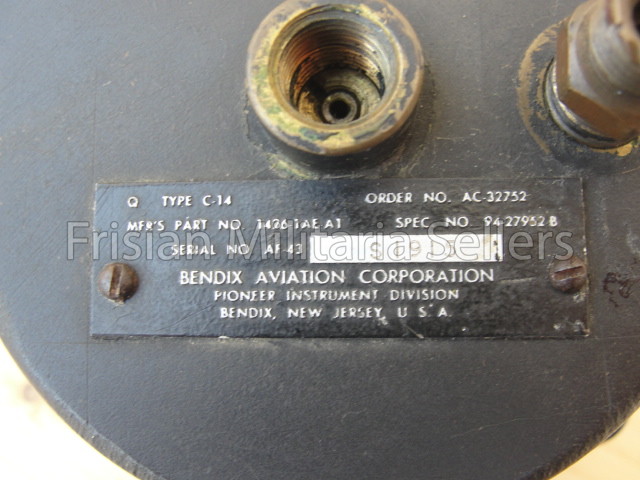 Q TYPE C-14 ORDER NO. AC-32752
MFR'S PART NO. 1426-1AE-A1 SPEC. NO. 94-27952-B
Frisian Militaria Sellers
SERIAL NO. AF-43
BENDIX AVIATION CORPORATION
PIONEER INSTRUMENT DIVISION
BENDIX, NEW JERSEY, U. S. A.